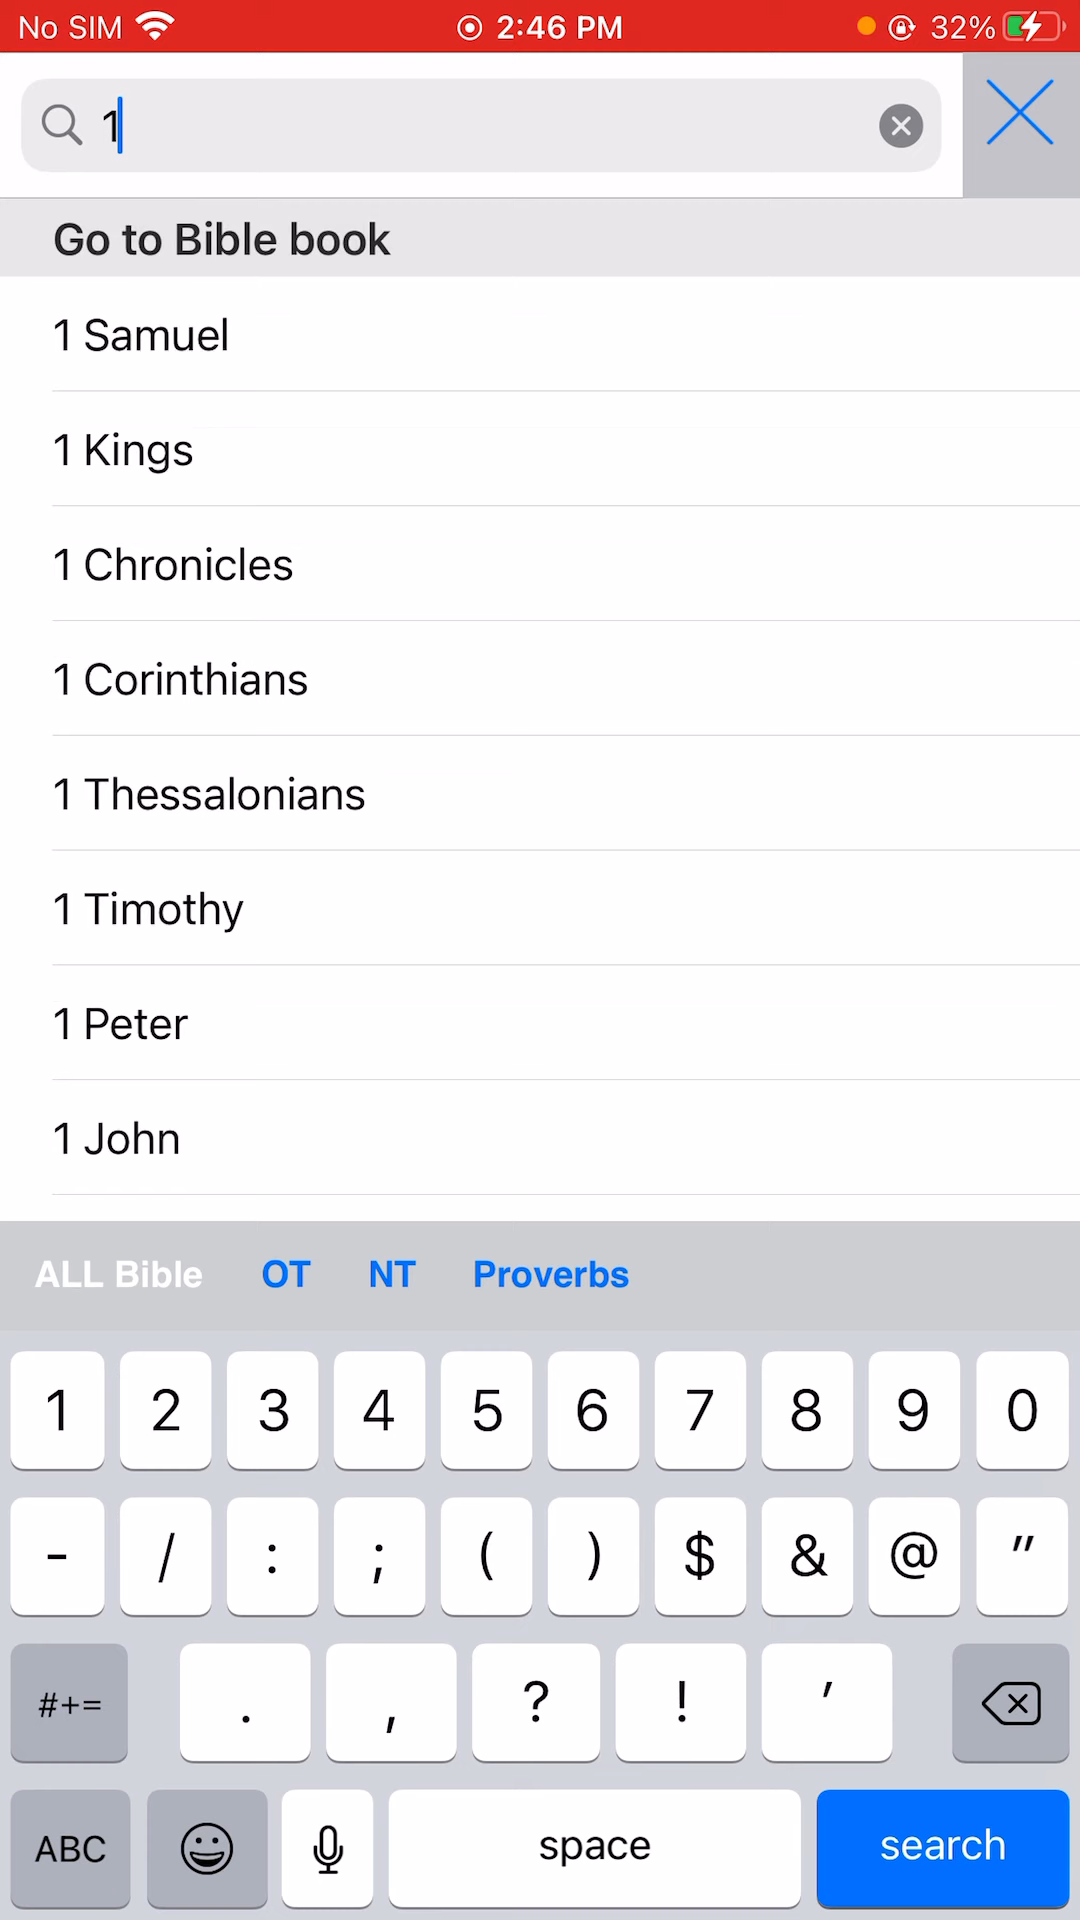 No SIM 2:46 PM 32%
1
Go to Bible book
1 Samuel
1 Kings
1 Chronicles
1 Corinthians
1 Thessalonians
1 Timothy
1 Peter
1 John
ALL Bible OT NT Proverbs
1 2 3 4 5 6 7 8 9 0
- / : ; ( ) $ & @ "
#+= . , ? ! '
ABC space search